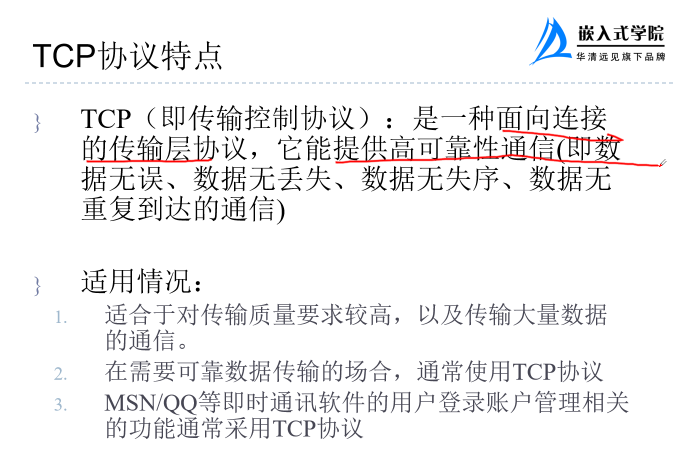 嵌入式学院
华清远见旗下品牌
TCP协议特点
} TCP（即传输控制协议）：是一种面向连接
的传输层协议，它能提供高可靠性通信(即数
据无误、数据无丢失、数据无失序、数据无
重复到达的通信)
} 适用情况：
1. 适合于对传输质量要求较高，以及传输大量数据
的通信。
2. 在需要可靠数据传输的场合，通常使用TCP协议
3. MSN/QQ等即时通讯软件的用户登录账户管理相关
的功能通常采用TCP协议